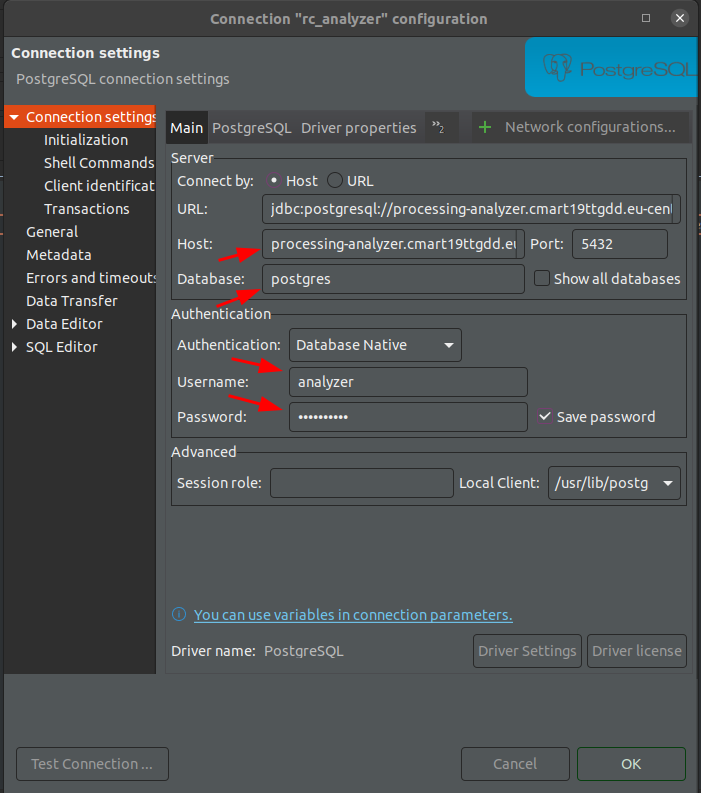 Connection "rc_analyzer" configuration
Connection settings
PostgreSQL connection settings
PostgreSQL
Connection settings
Initialization
Shell Commands
Client identificat
Transactions
General
Metadata
Errors and timeouts
Data Transfer
Data Editor
SQL Editor
Main PostgreSQL Driver properties »2 + Network configurations...
Server
Connect by: Host URL
URL: jdbc:postgresql://processing-analyzer.cmart19ttgdd.eu-cent
Host: processing-analyzer.cmart19ttgdd.eu Port: 5432
Database: postgres Show all databases
Authentication
Authentication: Database Native
Username: analyzer
Password: •••••••••• Save password
Advanced
Session role: Local Client: /usr/lib/postg
You can use variables in connection parameters.
Driver name: PostgreSQL Driver Settings Driver license
Test Connection ... Cancel OK